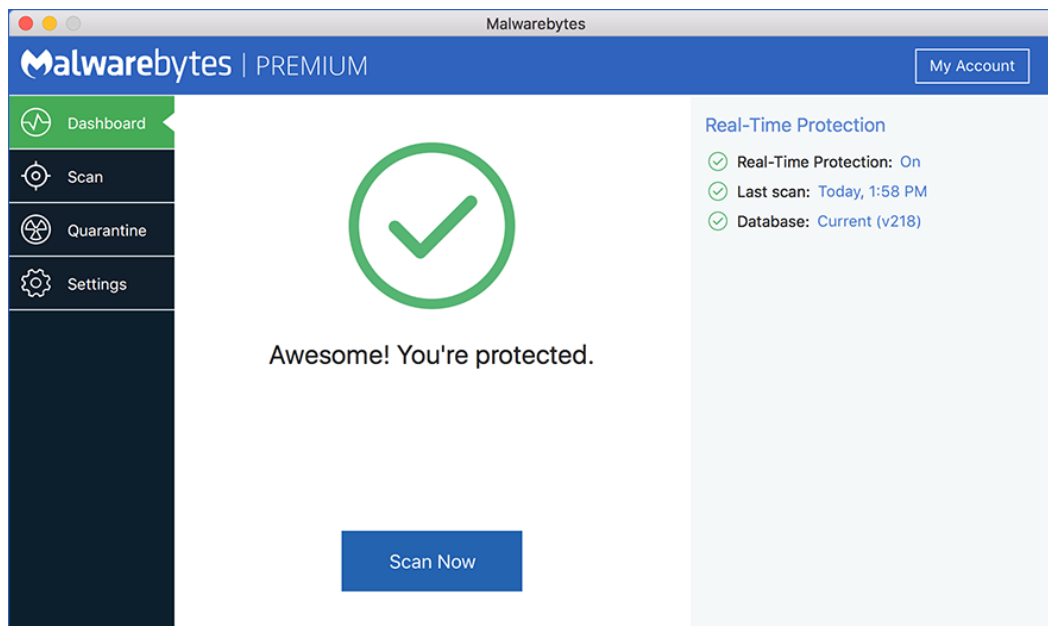 Malwarebytes
Malwarebytes | PREMIUM
My Account
Dashboard
Scan
Quarantine
Settings
Awesome! You're protected.
Scan Now
Real-Time Protection
Real-Time Protection: On
Last scan: Today, 1:58 PM
Database: Current (v218)